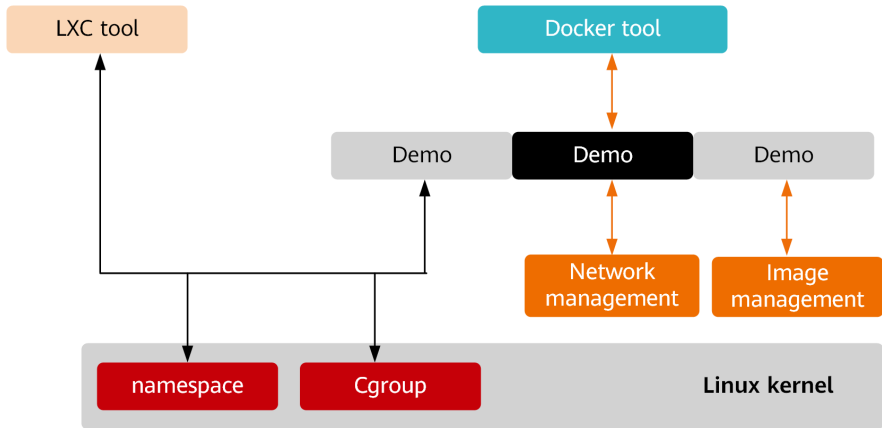 LXC tool
Docker tool
Demo
Demo
Demo
Network
management
Image
management
namespace
Cgroup
Linux kernel